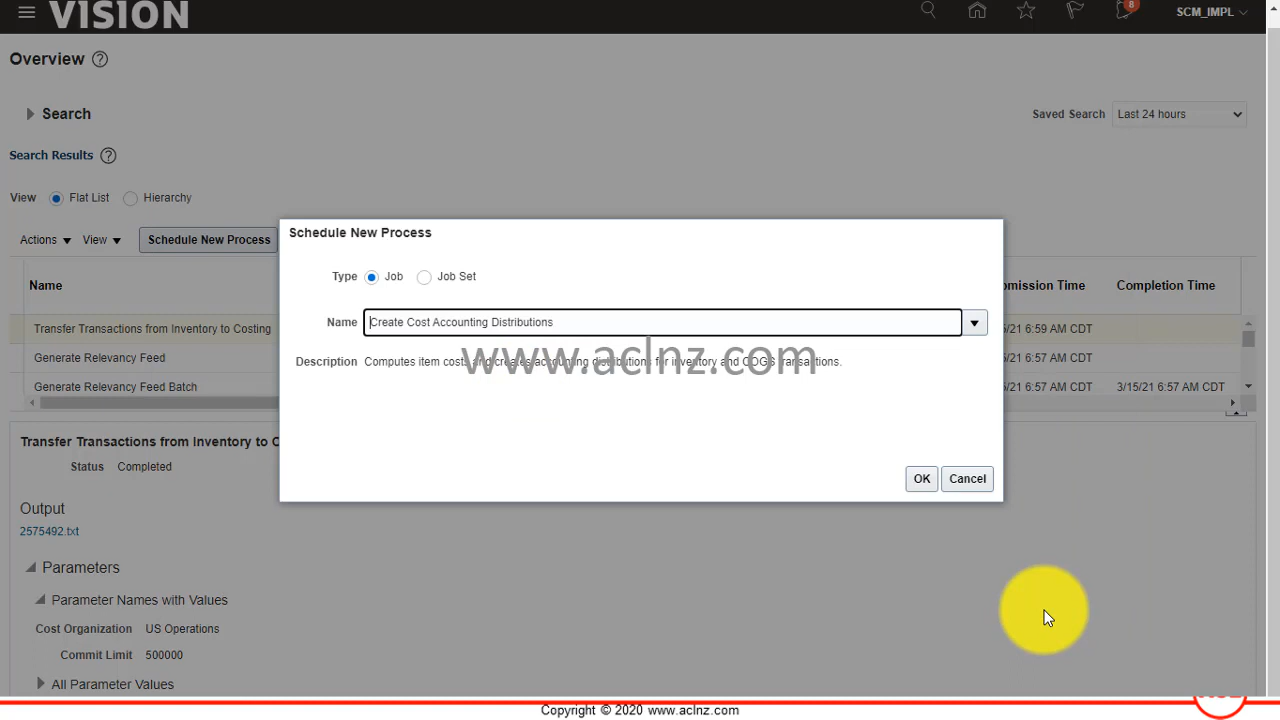 VISION
8
SCM_IMPL
Overview
Search
Saved Search Last 24 hours
Search Results
View Flat List Hierarchy
Actions View Schedule New Process
Name
mission Time Completion Time
Transfer Transactions from Inventory to Costing
5/21 6:59 AM CDT
Generate Relevancy Feed
5/21 6:57 AM CDT
Generate Relevancy Feed Batch
5/21 6:57 AM CDT 3/15/21 6:57 AM CDT
Schedule New Process
Type Job Job Set
Name Create Cost Accounting Distributions
Description Computes item costs and creates accounting distributions for inventory and COGS transactions.
www.aclnz.com
OK Cancel
Transfer Transactions from Inventory to C
Status Completed
Output
2575492.txt
Parameters
Parameter Names with Values
Cost Organization US Operations
Commit Limit 500000
All Parameter Values
Copyright © 2020 www.aclnz.com